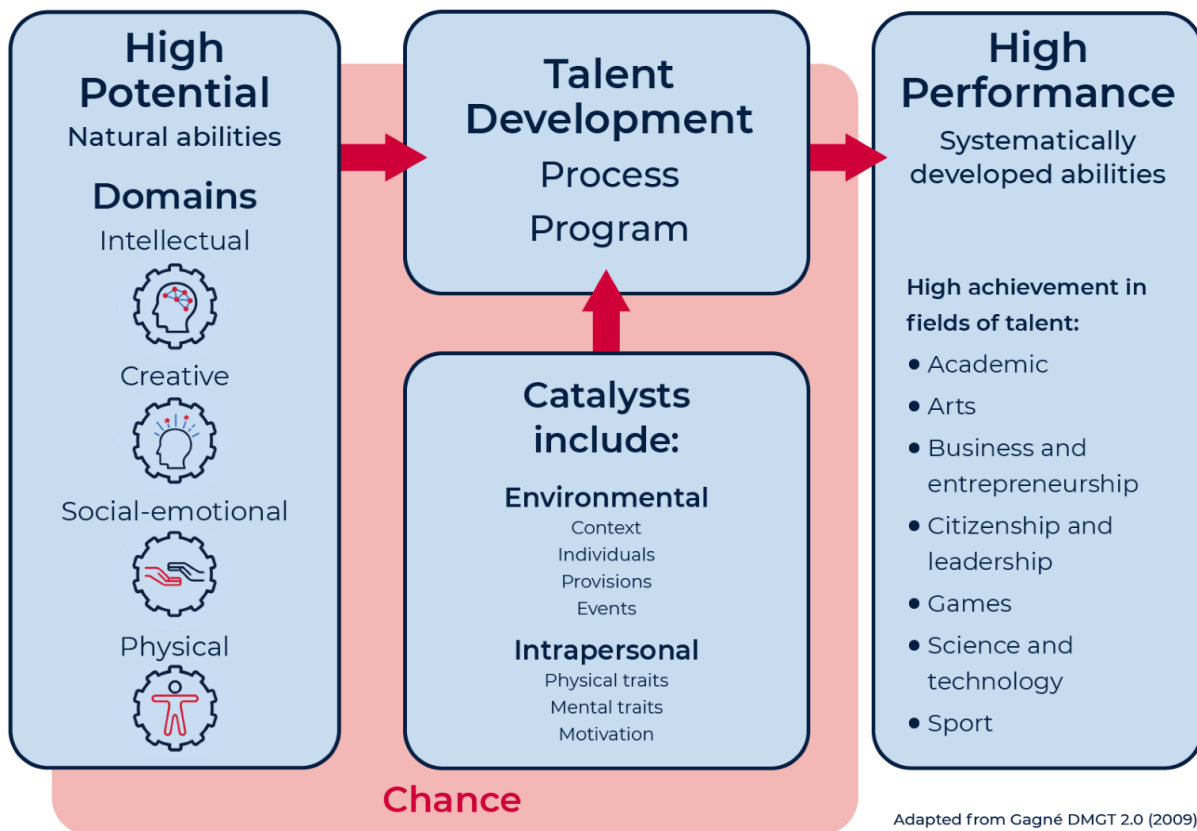 High
Potential
Natural abilities
Domains
Intellectual
Creative
Social-emotional
Physical
Talent
Development
Process
Program
Catalysts
include:
Environmental
Context
Individuals
Provisions
Events
Intrapersonal
Physical traits
Mental traits
Motivation
High
Performance
Systematically
developed abilities
High achievement in
fields of talent:
• Academic
• Arts
• Business and
entrepreneurship
• Citizenship and
leadership
• Games
• Science and
technology
• Sport
Chance
Adapted from Gagné DMGT 2.0 (2009)